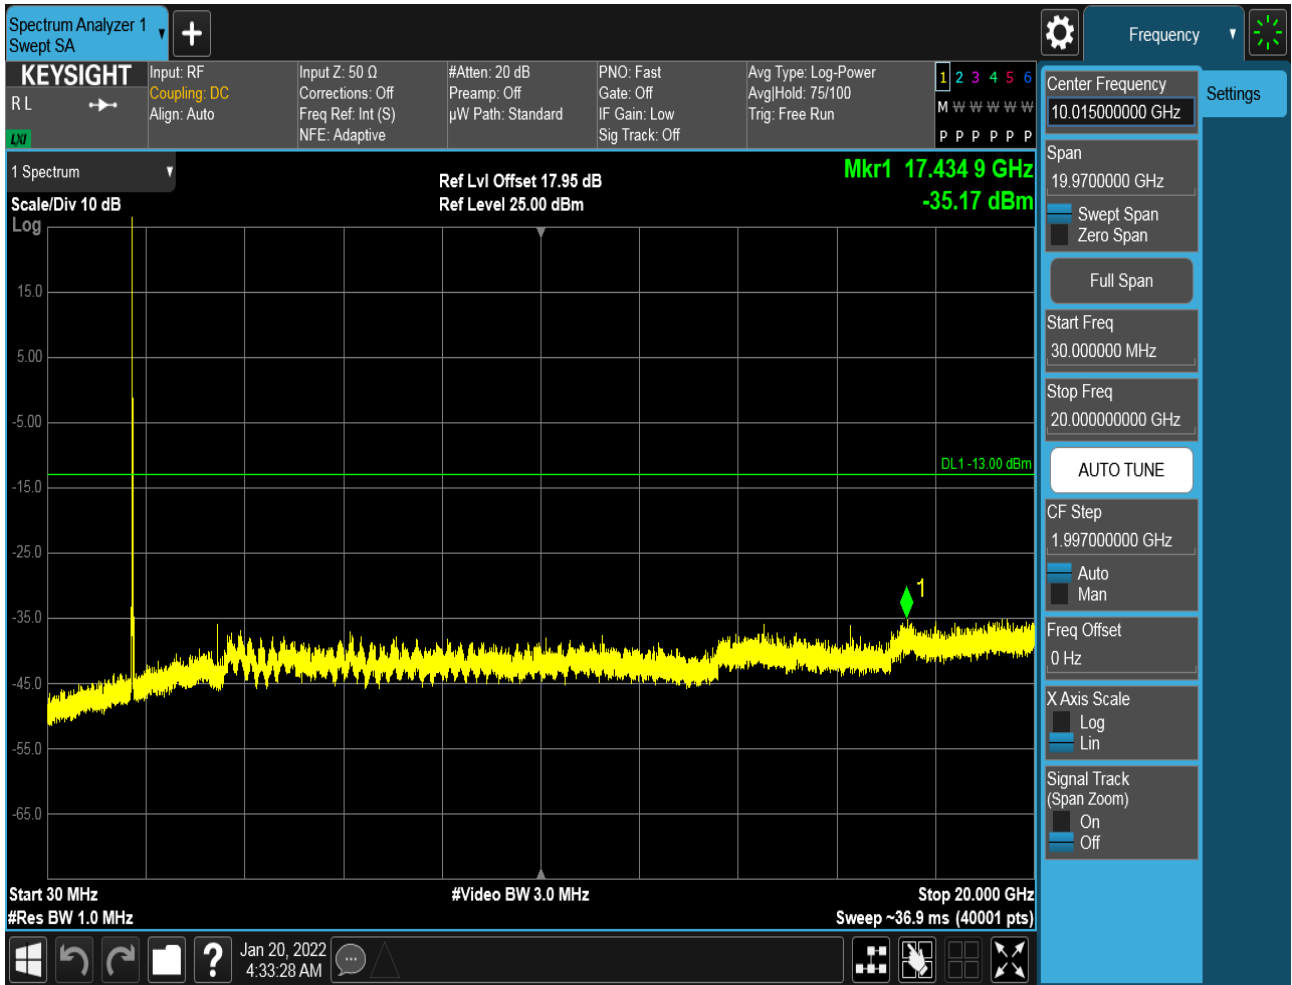 Spectrum Analyzer 1
Swept SA
Frequency
KEYSIGHT
R L
LXI
Input: RF
Coupling: DC
Align: Auto
Input Z: 50 Ω
Corrections: Off
Freq Ref: Int (S)
NFE: Adaptive
#Atten: 20 dB
Preamp: Off
µW Path: Standard
PNO: Fast
Gate: Off
IF Gain: Low
Sig Track: Off
Avg Type: Log-Power
Avg|Hold: 75/100
Trig: Free Run
1 2 3 4 5 6
M W W W W W
P P P P P P
1 Spectrum
Scale/Div 10 dB
Log
Ref Lvl Offset 17.95 dB
Ref Level 25.00 dBm
Mkr1 17.434 9 GHz
-35.17 dBm
15.0
5.00
-5.00
-15.0
-25.0
-35.0
-45.0
-55.0
-65.0
DL1 -13.00 dBm
1
Start 30 MHz
#Res BW 1.0 MHz
#Video BW 3.0 MHz
Stop 20.000 GHz
Sweep ~36.9 ms (40001 pts)
Jan 20, 2022
4:33:28 AM
Center Frequency
10.015000000 GHz
Settings
Span
19.9700000 GHz
Swept Span
Zero Span
Full Span
Start Freq
30.000000 MHz
Stop Freq
20.000000000 GHz
AUTO TUNE
CF Step
1.997000000 GHz
Auto
Man
Freq Offset
0 Hz
X Axis Scale
Log
Lin
Signal Track
(Span Zoom)
On
Off